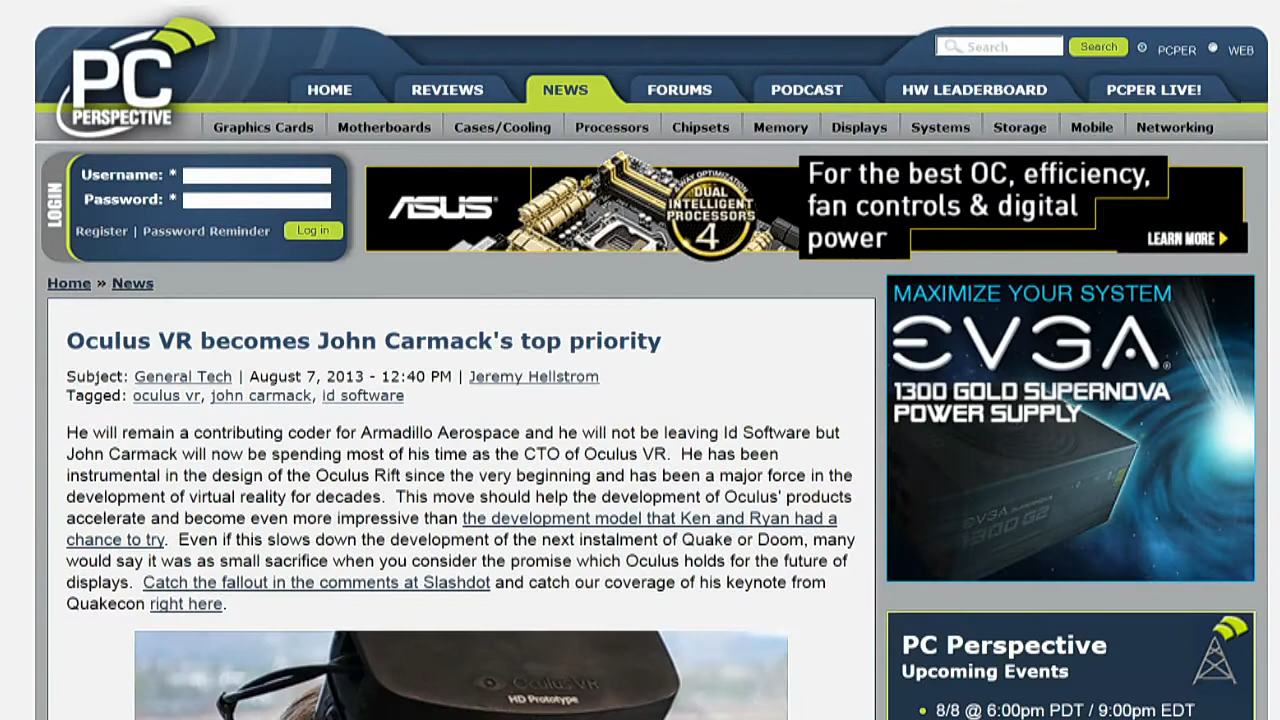 PC PERSPECTIVE
Search
Search
PCPER
WEB
HOME
REVIEWS
NEWS
FORUMS
PODCAST
HW LEADERBOARD
PCPER LIVE!
Graphics Cards
Motherboards
Cases/Cooling
Processors
Chipsets
Memory
Displays
Systems
Storage
Mobile
Networking
LOGIN
Username: *
Password: *
Register | Password Reminder
Log in
ASUS
4-WAY OPTIMIZATION
DUAL
INTELLIGENT
PROCESSORS
4
For the best OC, efficiency,
fan controls & digital
power
LEARN MORE
Home » News
Oculus VR becomes John Carmack's top priority
Subject: General Tech | August 7, 2013 - 12:40 PM | Jeremy Hellstrom
Tagged: oculus vr, john carmack, id software
He will remain a contributing coder for Armadillo Aerospace and he will not be leaving Id Software but
John Carmack will now be spending most of his time as the CTO of Oculus VR.  He has been
instrumental in the design of the Oculus Rift since the very beginning and has been a major force in the
development of virtual reality for decades.  This move should help the development of Oculus' products
accelerate and become even more impressive than the development model that Ken and Ryan had a
chance to try.  Even if this slows down the development of the next instalment of Quake or Doom, many
would say it was as small sacrifice when you consider the promise which Oculus holds for the future of
displays.  Catch the fallout in the comments at Slashdot and catch our coverage of his keynote from
Quakecon right here.
Oculus VR
HD Prototype
MAXIMIZE YOUR SYSTEM
EVGA
1300 GOLD SUPERNOVA
POWER SUPPLY
1300 G2
PC Perspective
Upcoming Events
8/8 @ 6:00pm PDT / 9:00pm EDT